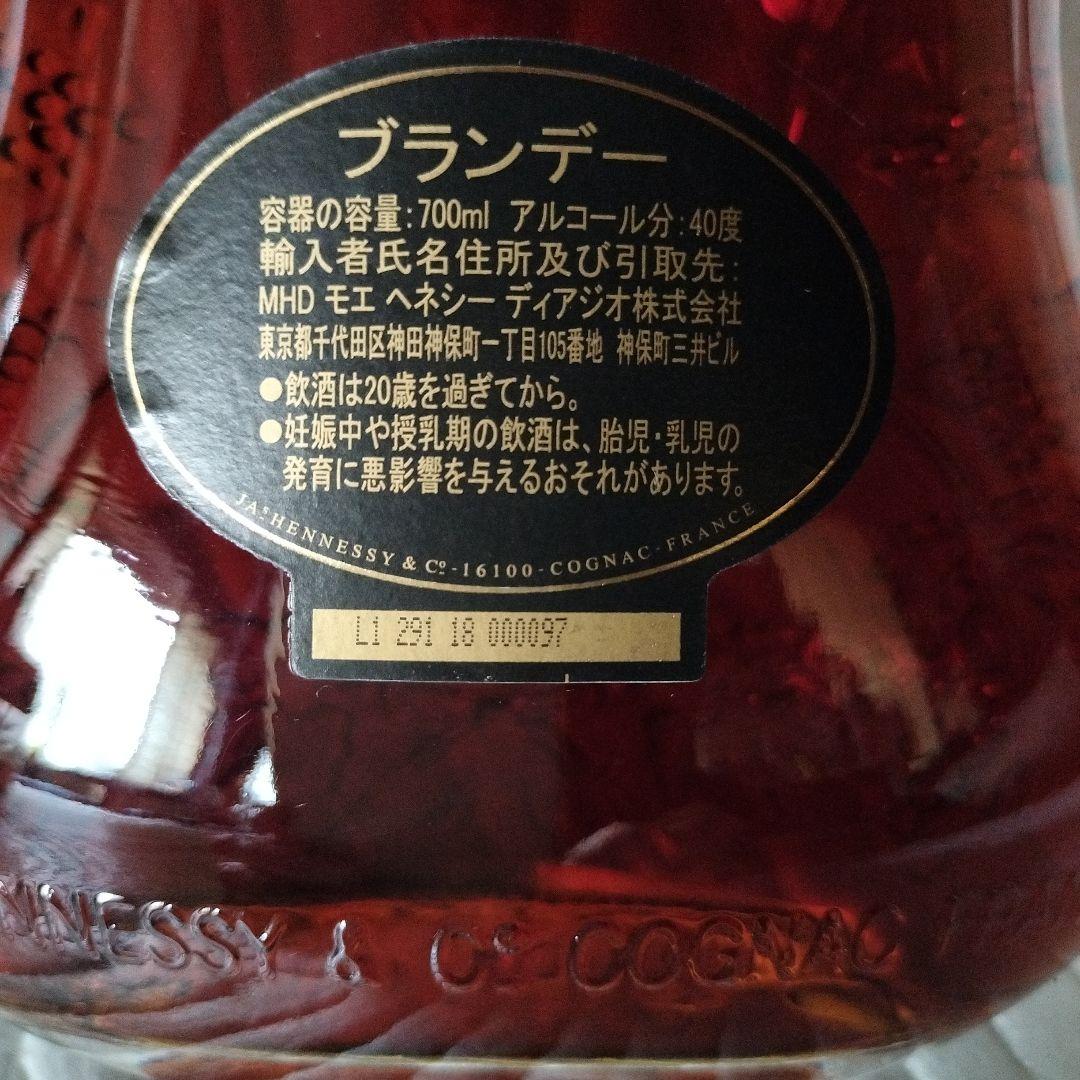 ブランデー
容器の容量:700ml アルコール分:40度
輸入者氏名住所及び引取先:
MHD モエ ヘネシー ディアジオ株式会社
東京都千代田区神田神保町一丁目105番地 神保町三井ビル
●飲酒は20歳を過ぎてから。
●妊娠中や授乳期の飲酒は、胎児・乳児の
発育に悪影響を与えるおそれがあります。
JAS HENNESSY & Cº - 16100 - COGNAC - FRANCE
L1 291 18 000097
NNESSY & Cº COGNAC